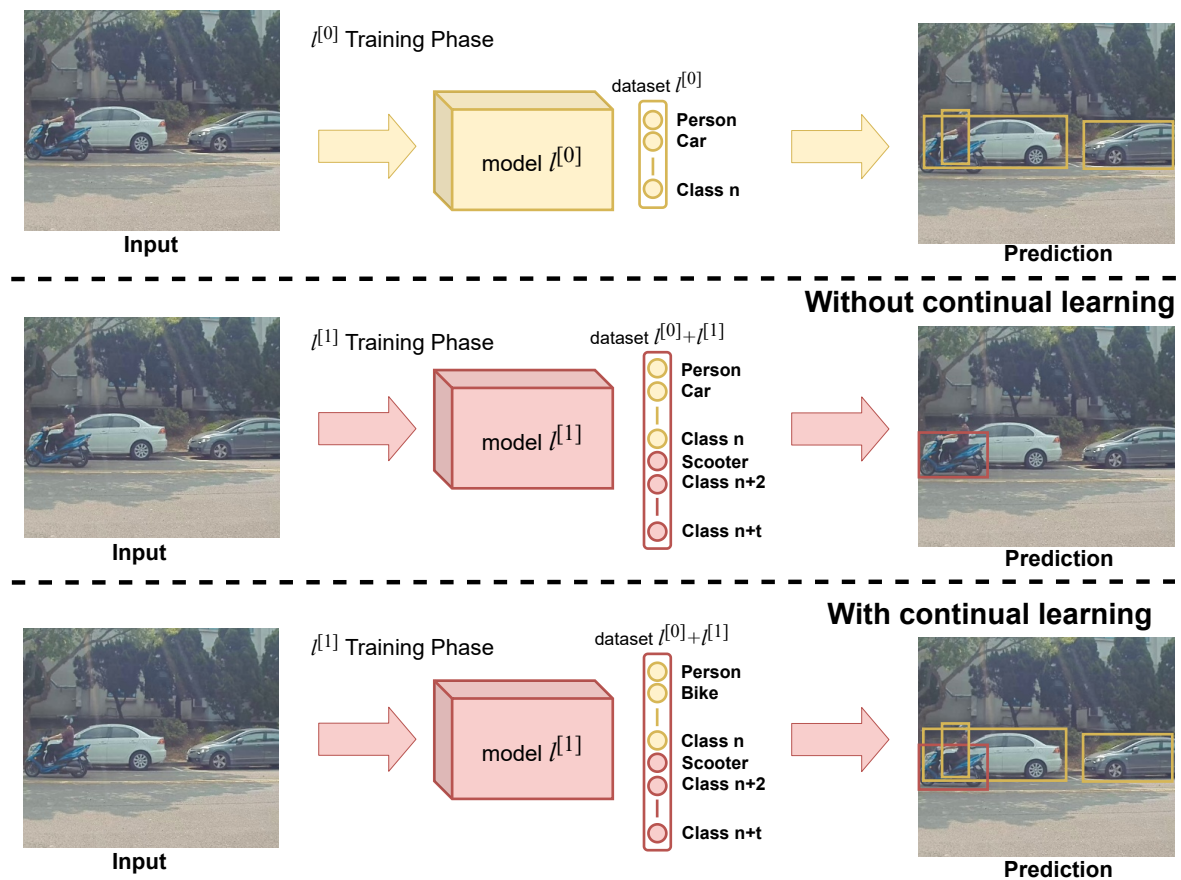 l[0] Training Phase
dataset l[0]
Person
Car
model l[0]
Class n
Input
Prediction
Without continual learning
l[1] Training Phase
dataset l[0]+l[1]
Person
Car
model l[1]
Class n
Scooter
Class n+2
Class n+t
Input
Prediction
With continual learning
l[1] Training Phase
dataset l[0]+l[1]
Person
Bike
model l[1]
Class n
Scooter
Class n+2
Class n+t
Input
Prediction